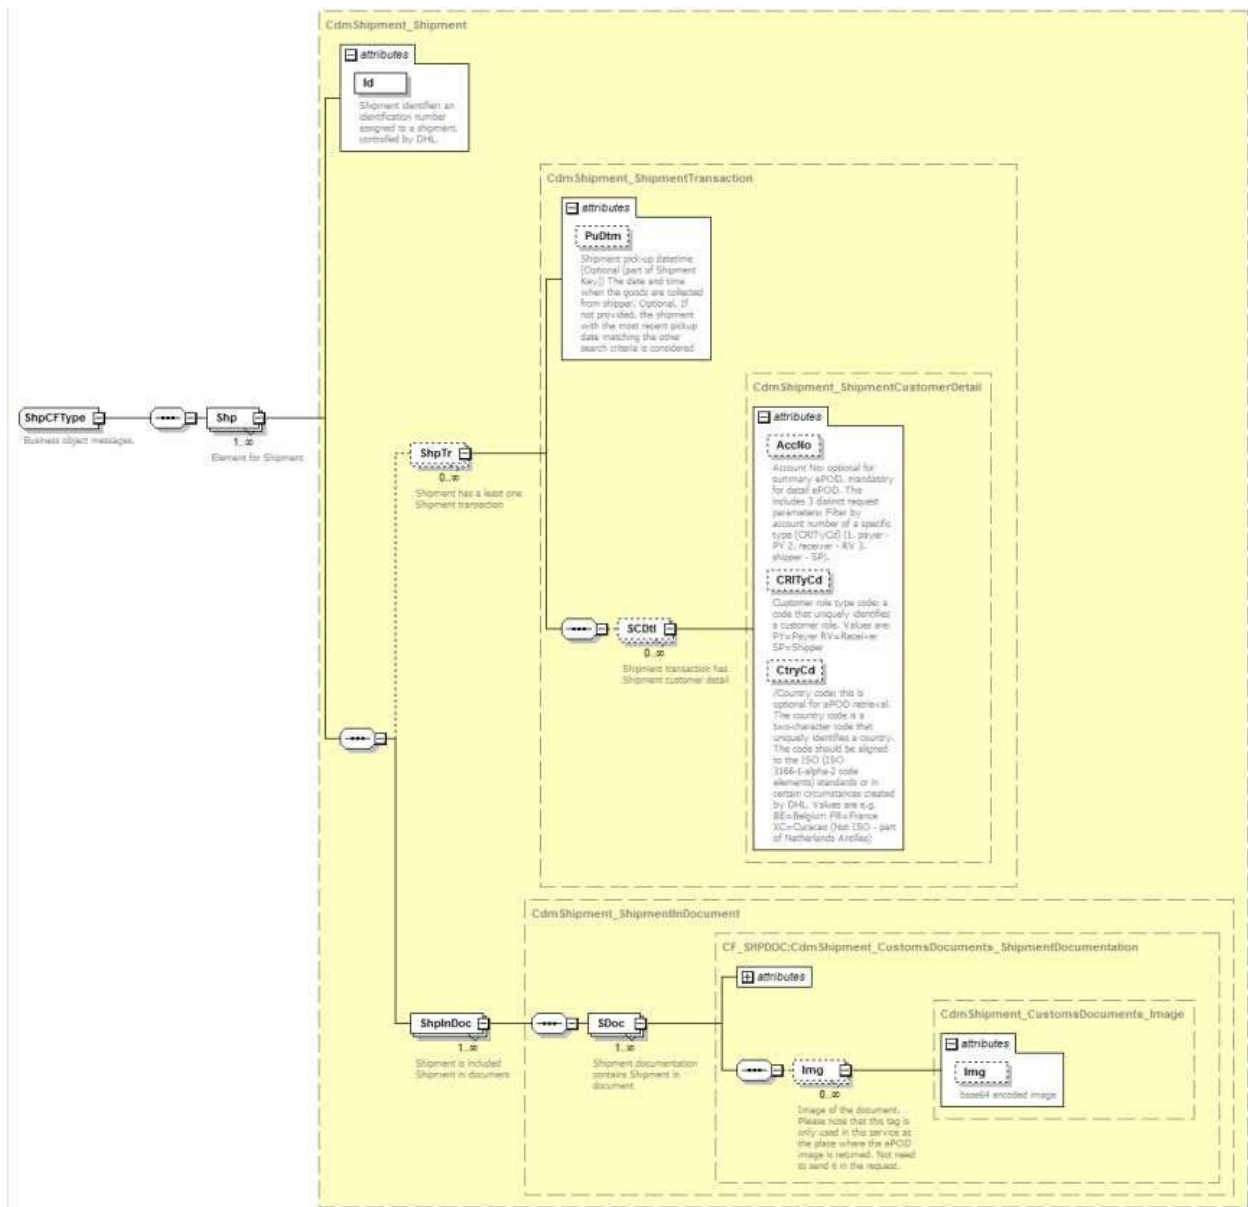 CdmShipment_Shipment
attributes
Id
Shipment identifier: an
identification number
assigned to a shipment,
controlled by DHL.
CdmShipment_ShipmentTransaction
attributes
PuDtm
Shipment pick-up datetime
(Optional (part of Shipment
Key)) The date and time
when the goods are collected
from shipper. Optional. If
not provided, the shipment
with the most recent pickup
date matching the other
search criteria is considered
ShpCFType
Business object messages.
Shp
1..∞
Element for Shipment
ShpTr
0..∞
Shipment has a least one
Shipment transaction
CdmShipment_ShipmentCustomerDetail
attributes
AccNo
Account No: optional for
summary ePOD, mandatory
for detail ePOD. This
includes 3 distinct request
parameters: Filter by
account number of a specific
type (CRlTyCd) (1. payer -
PY 2. receiver - RV 3.
shipper - SP).
CRlTyCd
Customer role type code: a
code that uniquely identifies
a customer role. Values are:
PY=Payer RV=Receiver
SP=Shipper
CtryCd
/Country code: this is
optional for ePOD retrieval.
The country code is a
two-character code that
uniquely identifies a country.
The code should be aligned
to the ISO (ISO
3166-1-alpha-2 code
elements) standards or in
certain circumstances created
by DHL. Values are e.g.
BE=Belgium FR=France
XC=Curacao (Not ISO - part
of Netherlands Antilles)
SCDtl
0..∞
Shipment transaction has
Shipment customer detail
CdmShipment_ShipmentInDocument
CF_SHPDOC:CdmShipment_CustomsDocuments_ShipmentDocumentation
attributes
ShpInDoc
1..∞
Shipment is included
Shipment in document
SDoc
1..∞
Shipment documentation
contains Shipment in
document
CdmShipment_CustomsDocuments_Image
attributes
Img
base64 encoded image
Img
0..∞
Image of the document.
Please note that this tag is
only used in this service at
the place where the ePOD
image is returned. Not need
to send it in the request.